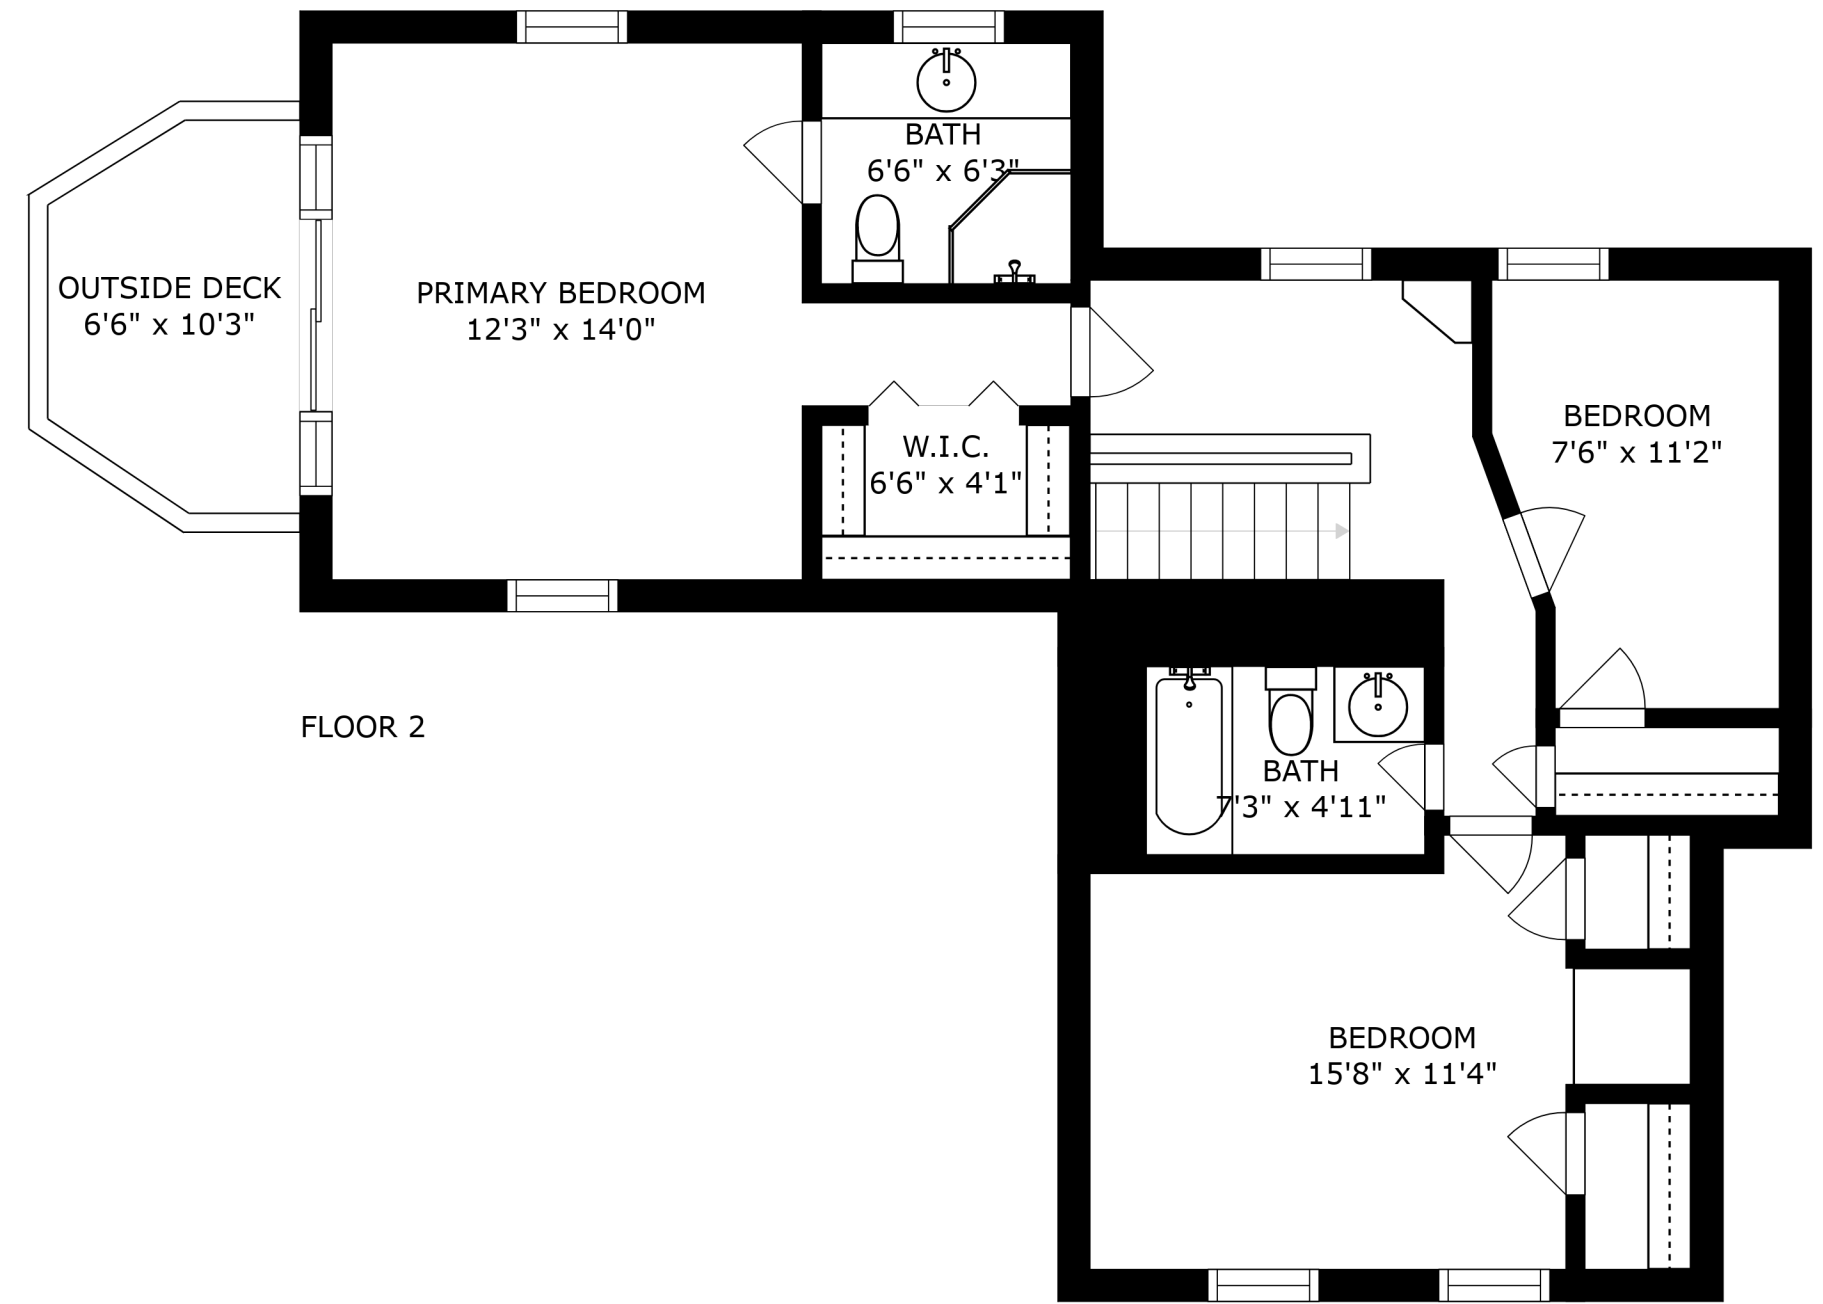 BATH
6'6" x 6'3"
OUTSIDE DECK
6'6" x 10'3"
PRIMARY BEDROOM
12'3" x 14'0"
BEDROOM
7'6" x 11'2"
W.I.C.
6'6" x 4'1"
FLOOR 2
BATH
7'3" x 4'11"
BEDROOM
15'8" x 11'4"